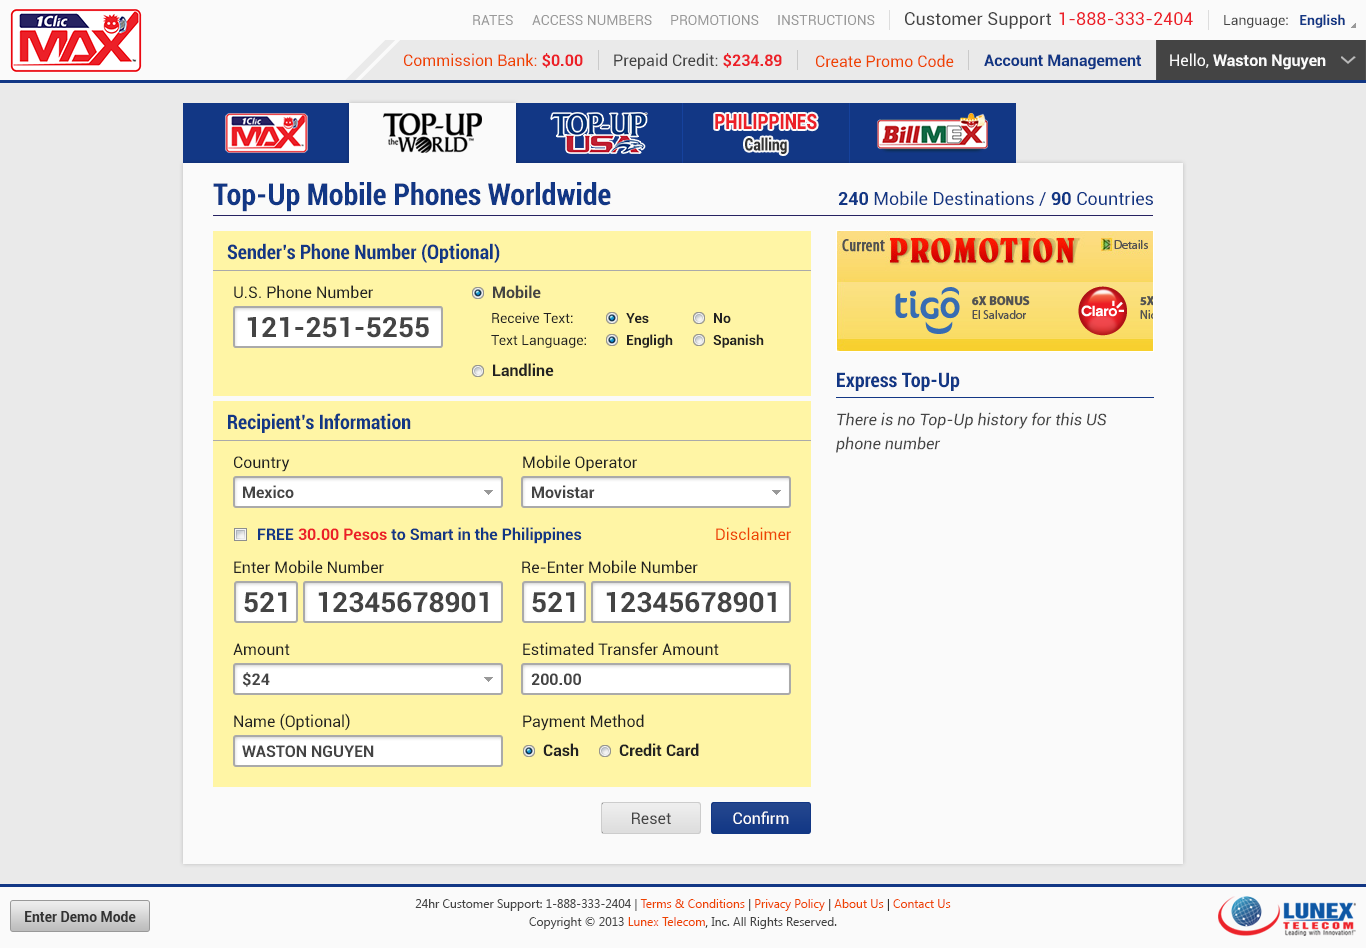 1Clic
MAX
RATES ACCESS NUMBERS PROMOTIONS INSTRUCTIONS Customer Support 1-888-333-2404 Language: English
Commission Bank: $0.00 Prepaid Credit: $234.89 Create Promo Code Account Management Hello, Waston Nguyen
1Clic
MAX
TOP-UP
the WORLD™
TOP-UP
USA
PHILIPPINES
Calling
BillMEX
Top-Up Mobile Phones Worldwide
240 Mobile Destinations / 90 Countries
Sender's Phone Number (Optional)
U.S. Phone Number
121-251-5255
Mobile
Receive Text: Yes No
Text Language: Engligh Spanish
Landline
Current PROMOTION Details
tigo
6X BONUS
El Salvador
Claro
5X
Nic
Express Top-Up
There is no Top-Up history for this US
phone number
Recipient's Information
Country Mobile Operator
Mexico Movistar
FREE 30.00 Pesos to Smart in the Philippines Disclaimer
Enter Mobile Number Re-Enter Mobile Number
521 12345678901 521 12345678901
Amount Estimated Transfer Amount
$24 200.00
Name (Optional) Payment Method
WASTON NGUYEN Cash Credit Card
Reset Confirm
Enter Demo Mode
24hr Customer Support: 1-888-333-2404 | Terms & Conditions | Privacy Policy | About Us | Contact Us
Copyright © 2013 Lunex Telecom, Inc. All Rights Reserved.
LUNEX
TELECOM
Leading with Innovation!™